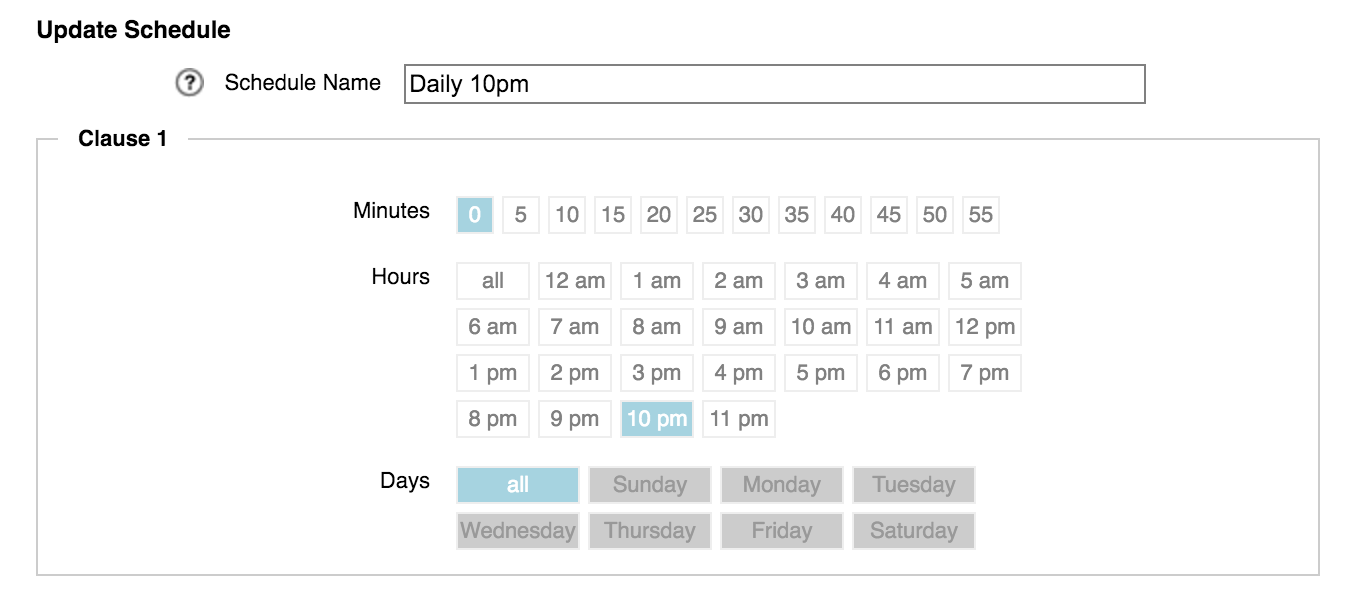 Update Schedule
? Schedule Name Daily 10pm
Clause 1
Minutes 0 5 10 15 20 25 30 35 40 45 50 55
Hours all 12 am 1 am 2 am 3 am 4 am 5 am
6 am 7 am 8 am 9 am 10 am 11 am 12 pm
1 pm 2 pm 3 pm 4 pm 5 pm 6 pm 7 pm
8 pm 9 pm 10 pm 11 pm
Days all Sunday Monday Tuesday
Wednesday Thursday Friday Saturday